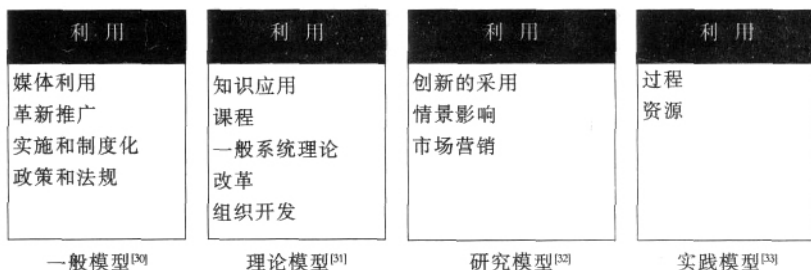 利用
媒体利用
革新推广
实施和制度化
政策和法规
一般模型[30]
利用
知识应用
课程
一般系统理论
改革
组织开发
理论模型[31]
利用
创新的采用
情景影响
市场营销
研究模型[32]
利用
过程
资源
实践模型[33]